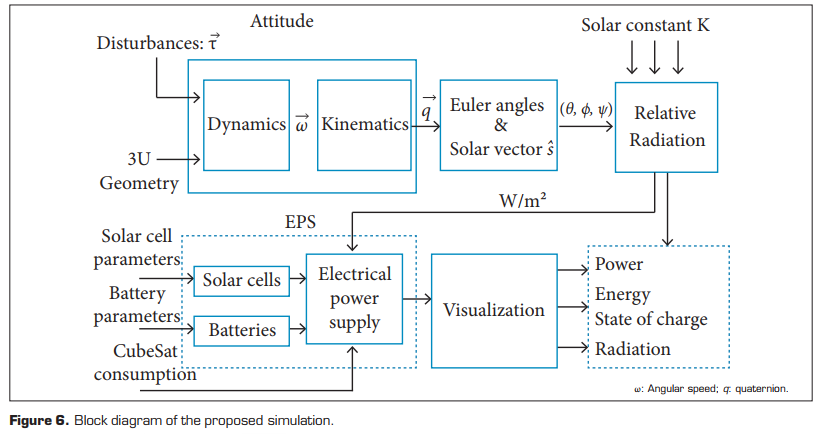 Attitude
Disturbances: τ⃗
Solar constant K
Dynamics
ω⃗
Kinematics
q⃗
Euler angles
&
Solar vector ŝ
(θ, ϕ, ψ)
Relative
Radiation
3U
Geometry
W/m²
EPS
Solar cell
parameters
Solar cells
Battery
parameters
Batteries
CubeSat
consumption
Electrical
power
supply
Visualization
Power
Energy
State of charge
Radiation
ω: Angular speed; q: quaternion.
Figure 6. Block diagram of the proposed simulation.